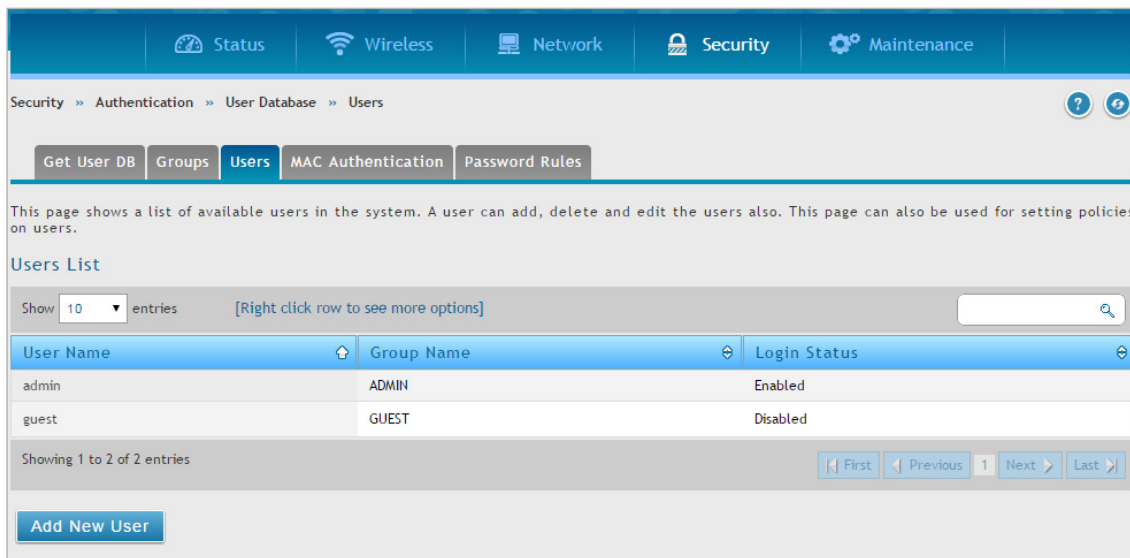 Status Wireless Network Security Maintenance
Security » Authentication » User Database » Users
?
Get User DB Groups Users MAC Authentication Password Rules
This page shows a list of available users in the system. A user can add, delete and edit the users also. This page can also be used for setting policies
on users.
Users List
Show 10 entries [Right click row to see more options]
User Name Group Name Login Status
admin ADMIN Enabled
guest GUEST Disabled
Showing 1 to 2 of 2 entries First Previous 1 Next Last
Add New User